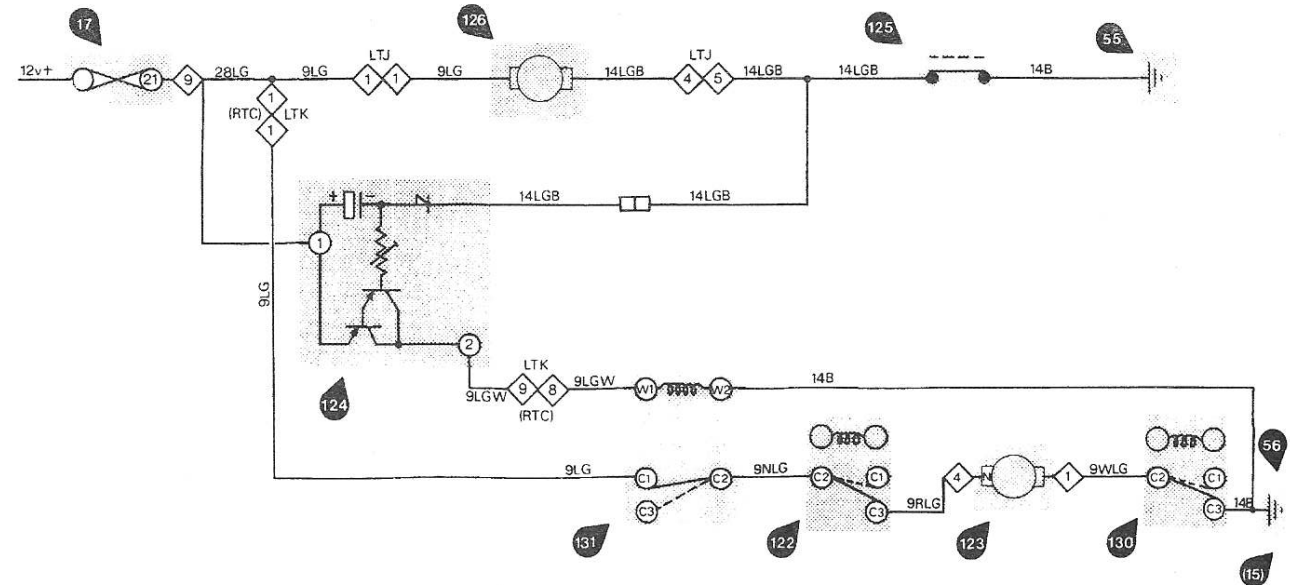 17
126
125
55
12v+
21
9
28LG
9LG
LTJ
1
1
9LG
14LGB
LTJ
4
5
14LGB
14LGB
14B
1
(RTC)
LTK
1
+
-
14LGB
14LGB
1
9LG
2
124
9LGW
LTK
9
8
(RTC)
9LGW
W1
W2
14B
56
9LG
C1
C2
C3
9NLG
C2
C1
C3
9RLG
4
N
1
9WLG
C2
C1
C3
14B
131
122
123
130
(15)